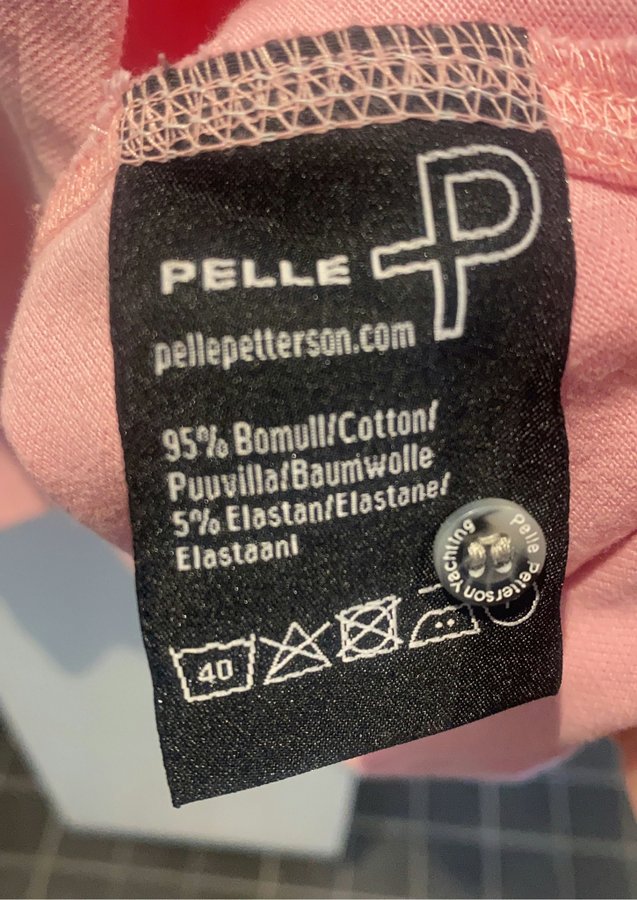 PELLE P
pellepetterson.com
95% Bomull/Cotton/
Puuvilla/Baumwolle
5% Elastan/Elastane/
Elastaani
Pelle Petterson Yachting
40